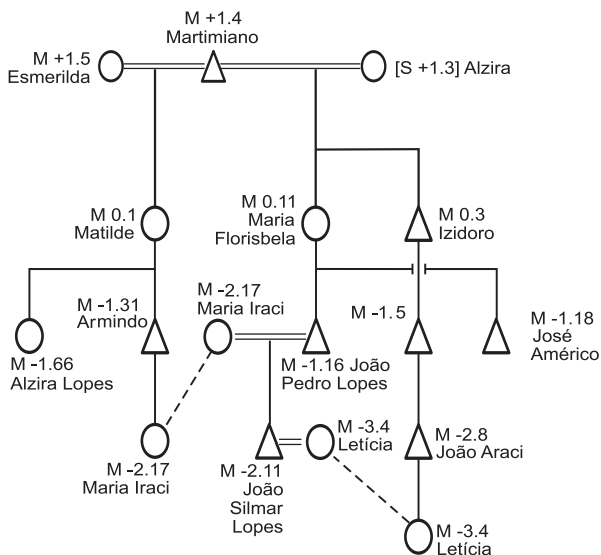 M +1.4
Martimiano
M +1.5
Esmerilda
[S +1.3] Alzira
M 0.1
Matilde
M 0.11
Maria
Florisbela
M 0.3
Izidoro
M -2.17
Maria Iraci
M -1.31
Armindo
M -1.5
M -1.18
José
Américo
M -1.66
Alzira Lopes
M -1.16 João
Pedro Lopes
M -3.4
Letícia
M -2.8
João Araci
M -2.17
Maria Iraci
M -2.11
João
Silmar
Lopes
M -3.4
Letícia